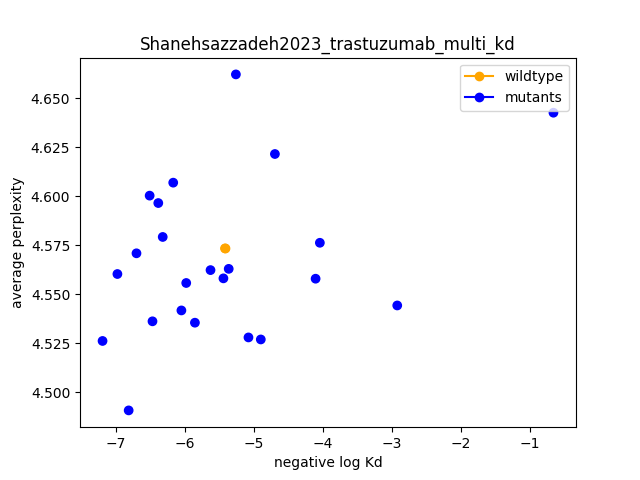 Shanehsazzadeh2023_trastuzumab_multi_kd
wildtype
mutants
4.650
4.625
4.600
4.575
4.550
4.525
4.500
average perplexity
−7
−6
−5
−4
−3
−2
−1
negative log Kd